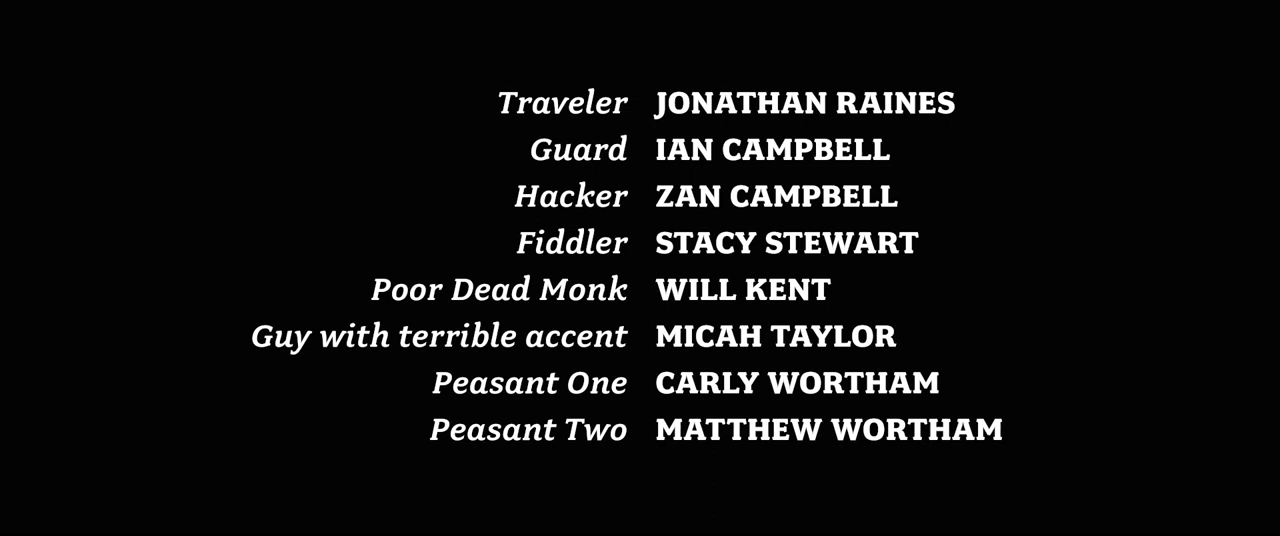 Traveler JONATHAN RAINES
Guard IAN CAMPBELL
Hacker ZAN CAMPBELL
Fiddler STACY STEWART
Poor Dead Monk WILL KENT
Guy with terrible accent MICAH TAYLOR
Peasant One CARLY WORTHAM
Peasant Two MATTHEW WORTHAM